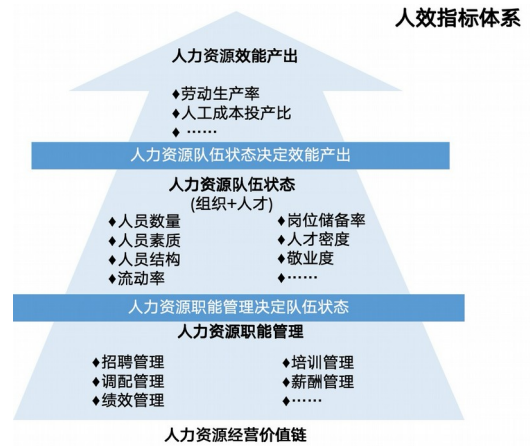 人效指标体系
人力资源效能产出
♦劳动生产率
♦人工成本投产比
♦ ……
人力资源队伍状态决定效能产出
人力资源队伍状态
(组织+人才)
♦人员数量 ♦岗位储备率
♦人员素质 ♦人才密度
♦人员结构 ♦敬业度
♦流动率 ♦……
人力资源职能管理决定队伍状态
人力资源职能管理
♦招聘管理 ♦培训管理
♦调配管理 ♦薪酬管理
♦绩效管理 ♦……
人力资源经营价值链